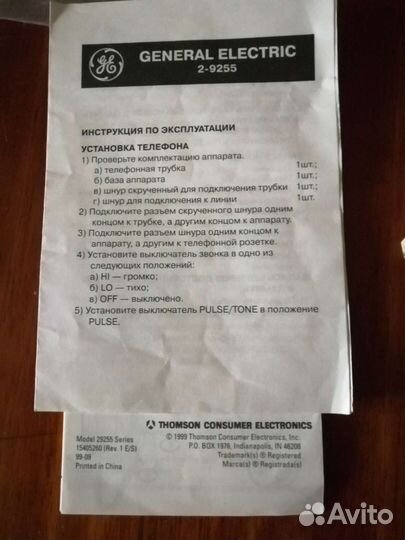 GENERAL ELECTRIC
2-9255
ИНСТРУКЦИЯ ПО ЭКСПЛУАТАЦИИ
УСТАНОВКА ТЕЛЕФОНА
1) Проверьте комплектацию аппарата.
а) телефонная трубка 1шт.;
б) база аппарата 1шт.;
в) шнур скрученный для подключения трубки 1шт.;
г) шнур для подключения к линии 1шт.
2) Подключите разъем скрученного шнура одним
концом к трубке, а другим концом к аппарату.
3) Подключите разъем шнура одним концом к
аппарату, а другим к телефонной розетке.
4) Установите выключатель звонка в одно из
следующих положений:
а) HI — громко;
б) LO — тихо;
в) OFF — выключено.
5) Установите выключатель PULSE/TONE в положение
PULSE.
THOMSON CONSUMER ELECTRONICS
Model 29255 Series
15405260 (Rev. 1 E/S)
99-09
Printed in China
© 1999 Thomson Consumer Electronics, Inc.
P.O. BOX 1976, Indianapolis, IN 46206
Trademark(s) ® Registered
Marca(s) ® Registrada(s)
Avito